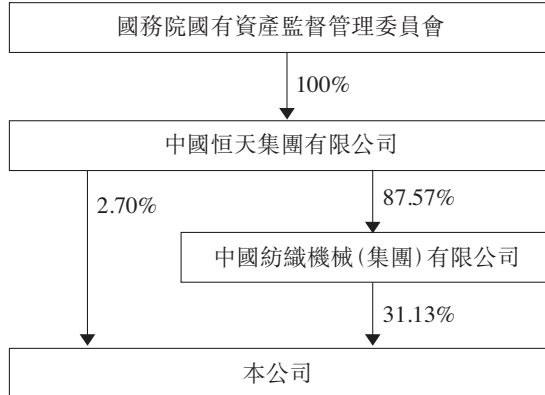 國務院國有資產監督管理委員會
100%
中國恒天集團有限公司
2.70%
87.57%
中國紡織機械(集團)有限公司
31.13%
本公司